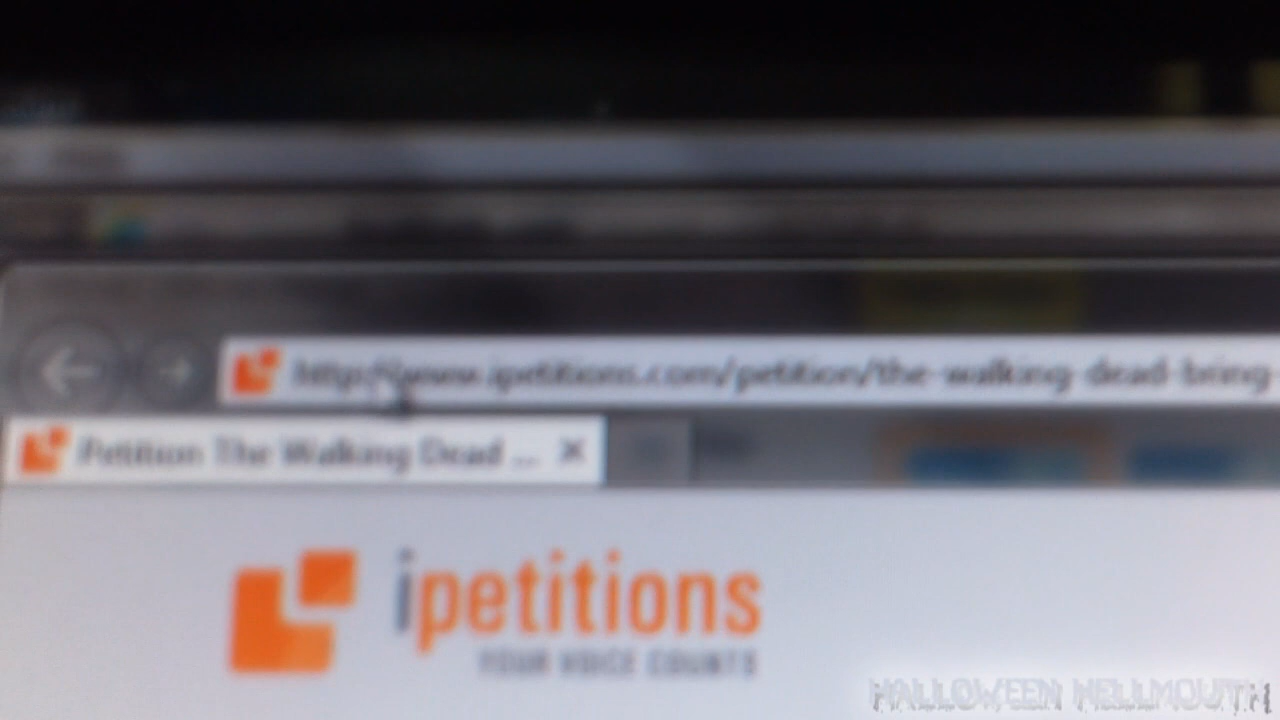 http://www.ipetitions.com/petition/the-walking-dead-bring-
Petition The Walking Dead ...
ipetitions
YOUR VOICE COUNTS
HALLOWEEN HELLMOUTH